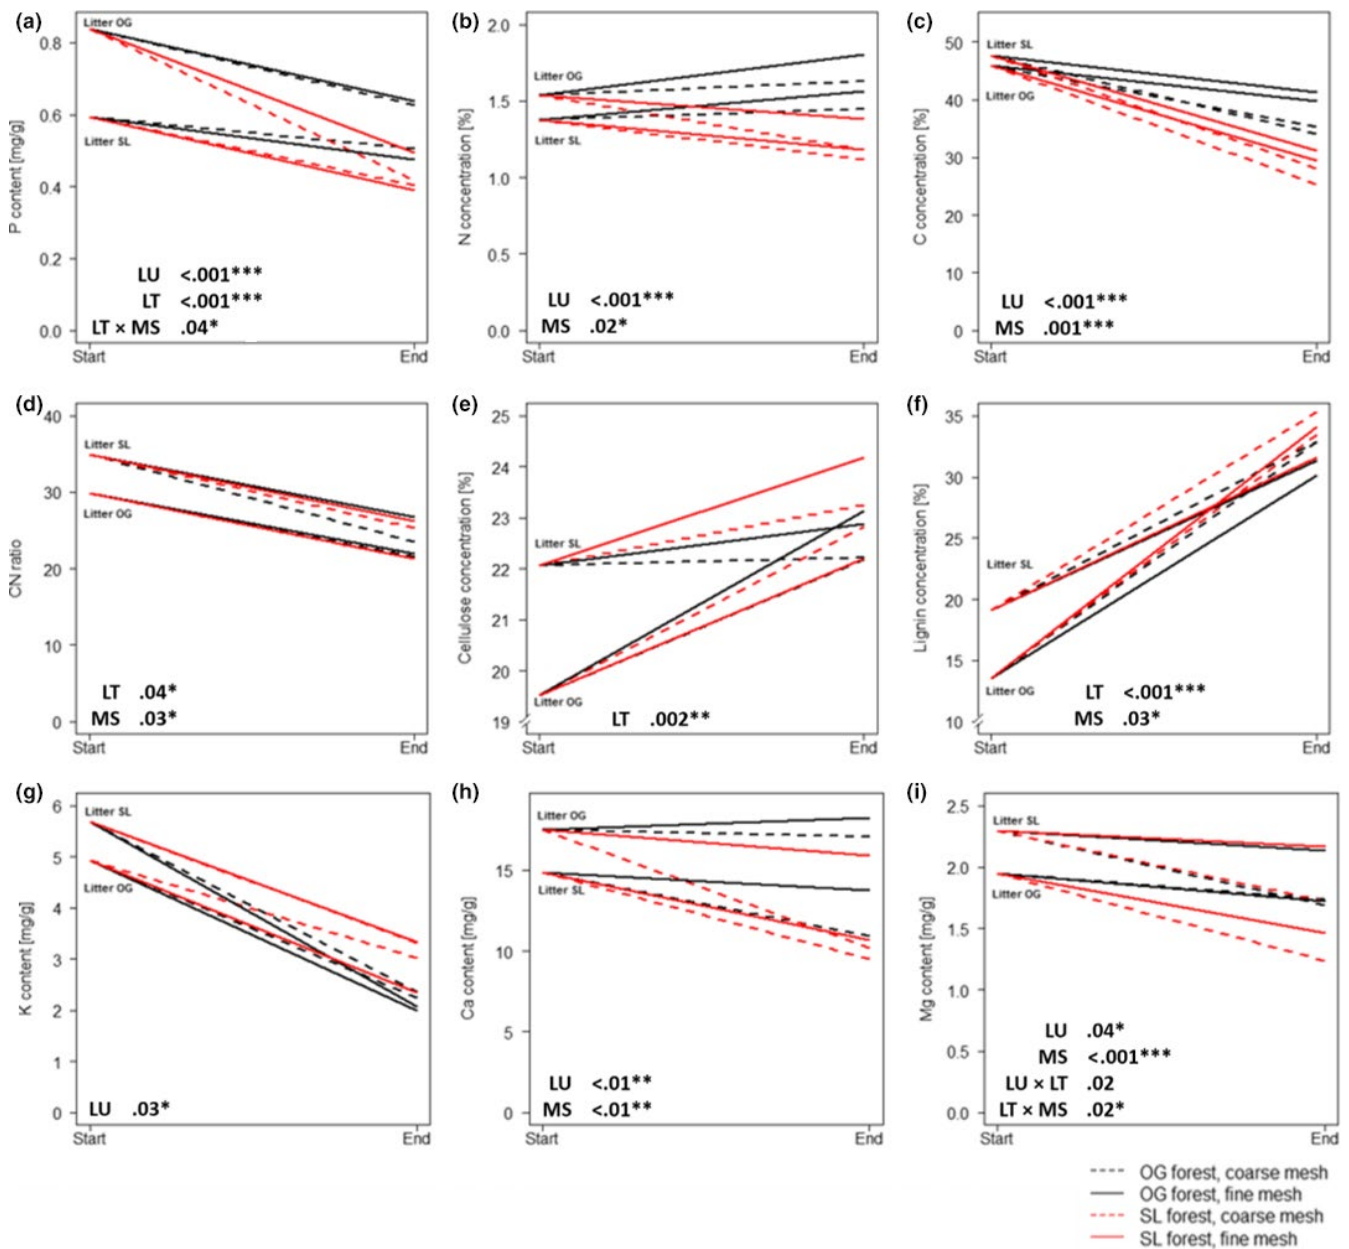 (a)
Litter OG
0.8
0.6
Litter SL
0.4
0.2
0.0
P content [mg/g]
LU <.001***
LT <.001***
LT × MS .04*
Start End
(b)
2.0
Litter OG
1.5
Litter SL
1.0
0.5
0.0
N concentration [%]
LU <.001***
MS .02*
Start End
(c)
50
Litter SL
40
Litter OG
30
20
10
0
C concentration [%]
LU <.001***
MS .001***
Start End
(d)
40
Litter SL
30
Litter OG
20
10
0
CN ratio
LT .04*
MS .03*
Start End
(e)
25
24
23
Litter SL
22
21
20
Litter OG
19
Cellulose concentration [%]
LT .002**
Start End
(f)
35
30
25
Litter SL
20
15
Litter OG
10
Lignin concentration [%]
LT <.001***
MS .03*
Start End
(g)
6
Litter SL
5
Litter OG
4
3
2
1
0
K content [mg/g]
LU .03*
Start End
(h)
Litter OG
15
Litter SL
10
5
0
Ca content [mg/g]
LU <.01**
MS <.01**
Start End
(i)
2.5
Litter SL
2.0
Litter OG
1.5
1.0
0.5
0.0
Mg content [mg/g]
LU .04*
MS <.001***
LU × LT .02
LT × MS .02*
Start End
OG forest, coarse mesh
OG forest, fine mesh
SL forest, coarse mesh
SL forest, fine mesh